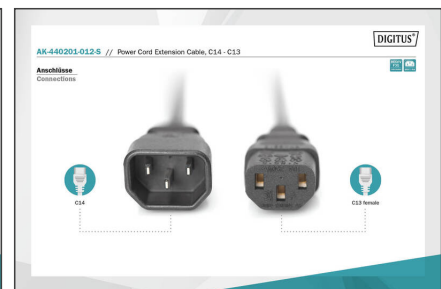 DIGITUS®
AK-440201-012-S // Power Cord Extension Cable, C14 - C13
Anschlüsse
Connections
C14
C13 female